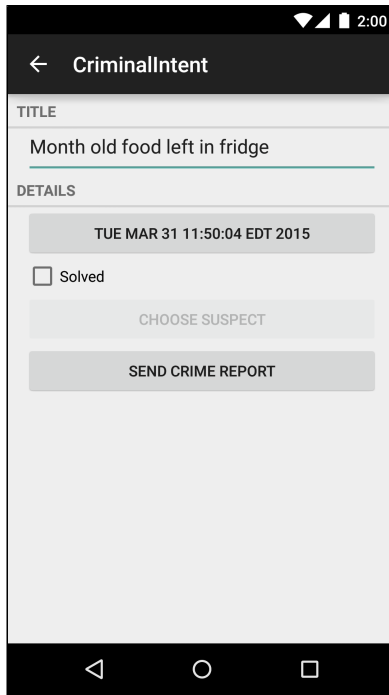 2:00
CriminalIntent
TITLE
Month old food left in fridge
DETAILS
TUE MAR 31 11:50:04 EDT 2015
Solved
CHOOSE SUSPECT
SEND CRIME REPORT